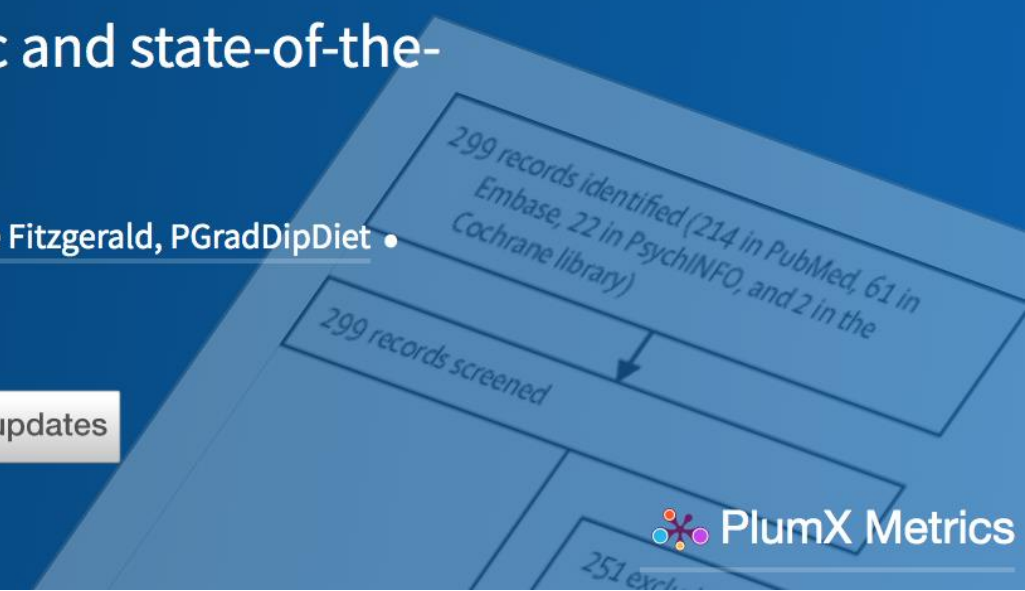 c and state-of-the-
Fitzgerald, PGradDipDiet •
updates
299 records identified (214 in PubMed, 61 in
Embase, 22 in PsychINFO, and 2 in the
Cochrane library)
299 records screened
251
PlumX Metrics